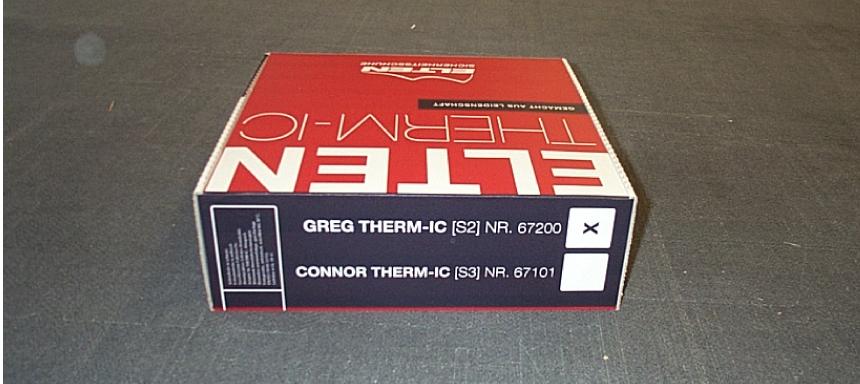 ELTEN
SICHERHEITSSCHUHE
GEMACHT AUS LEIDENSCHAFT
THERM-IC
ELTEN
GREG THERM-IC [S2] NR. 67200
X
CONNOR THERM-IC [S3] NR. 67101